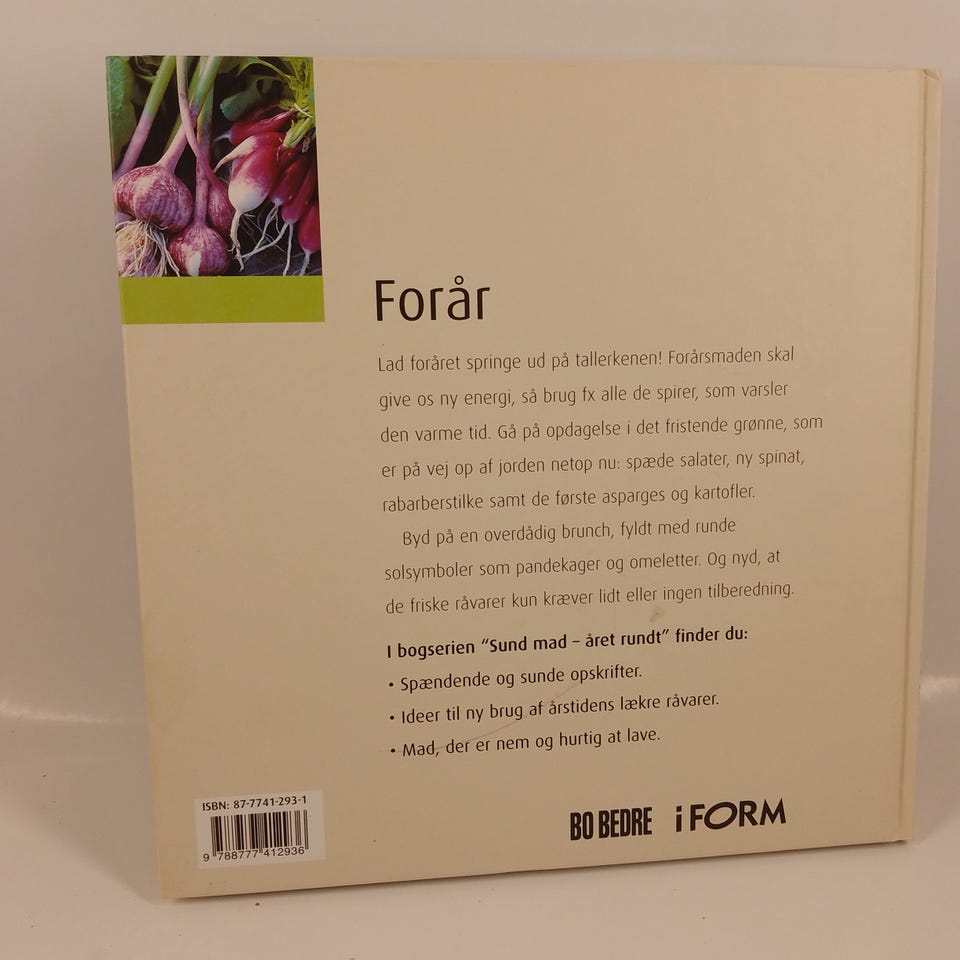 Forår
Lad foråret springe ud på tallerkenen! Forårsmaden skal
give os ny energi, så brug fx alle de spirer, som varsler
den varme tid. Gå på opdagelse i det fristende grønne, som
er på vej op af jorden netop nu: spæde salater, ny spinat,
rabarberstilke samt de første asparges og kartofler.
Byd på en overdådig brunch, fyldt med runde
solsymboler som pandekager og omeletter. Og nyd, at
de friske råvarer kun kræver lidt eller ingen tilberedning.
I bogserien "Sund mad – året rundt" finder du:
• Spændende og sunde opskrifter.
• Ideer til ny brug af årstidens lækre råvarer.
• Mad, der er nem og hurtig at lave.
ISBN: 87-7741-293-1
9 788777 412936
BO BEDRE
iFORM